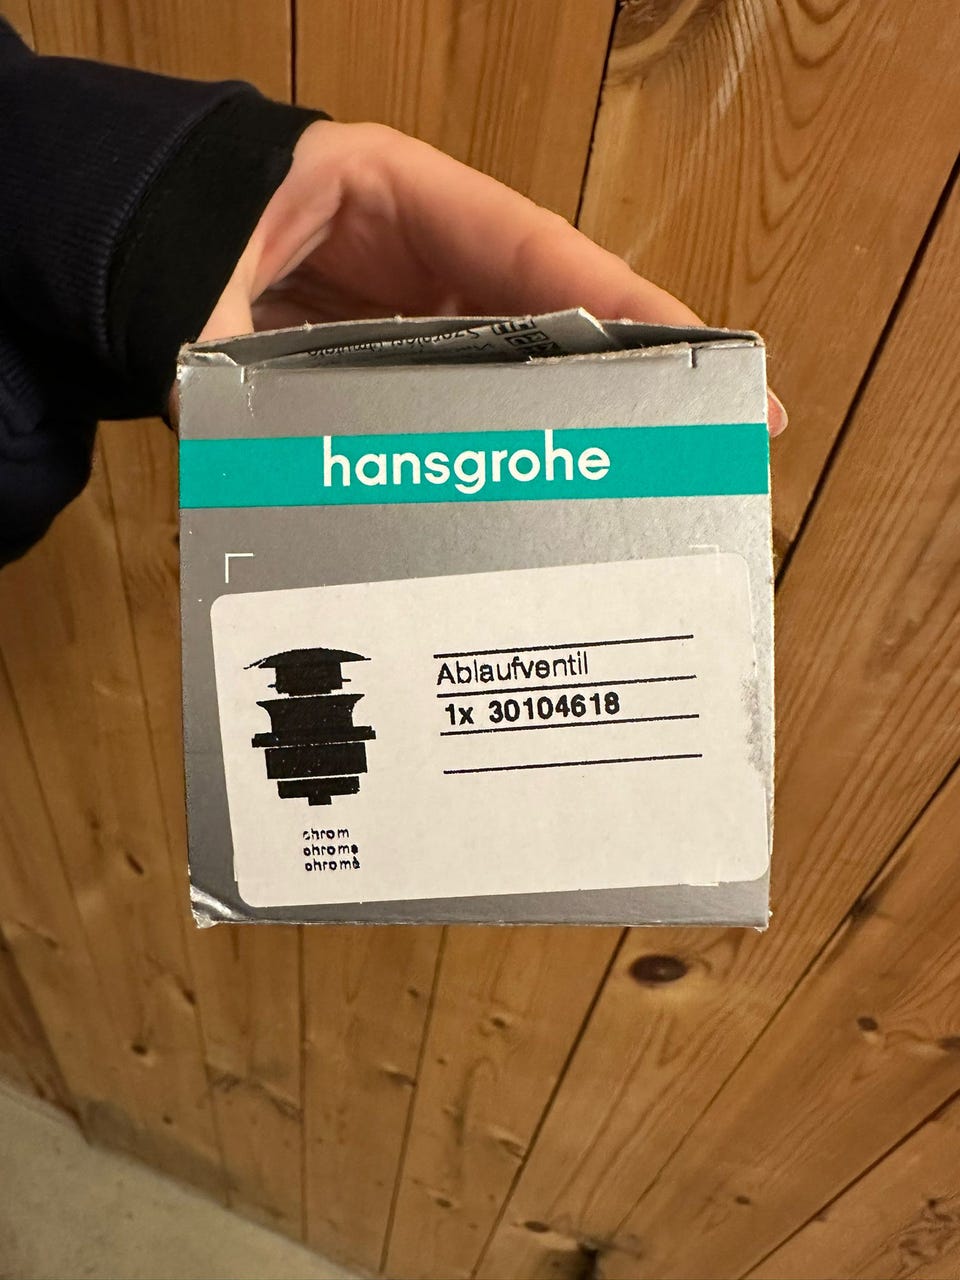 hansgrohe
Ablaufventil
1x 30104618
chrom
chrome
chromé